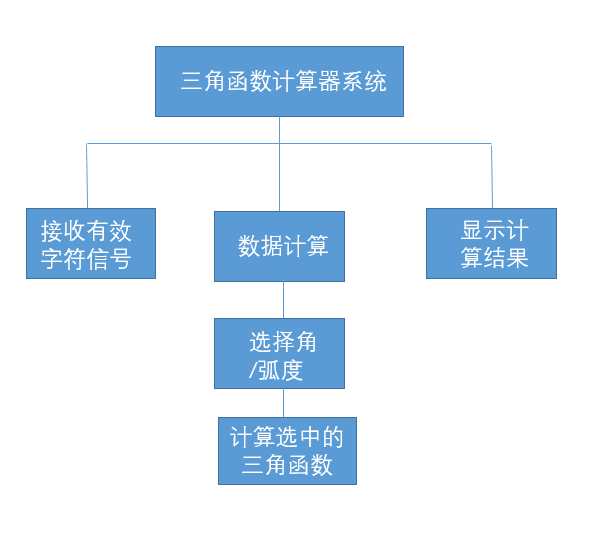 三角函数计算器系统
接收有效
字符信号
数据计算
显示计
算结果
选择角
/弧度
计算选中的
三角函数